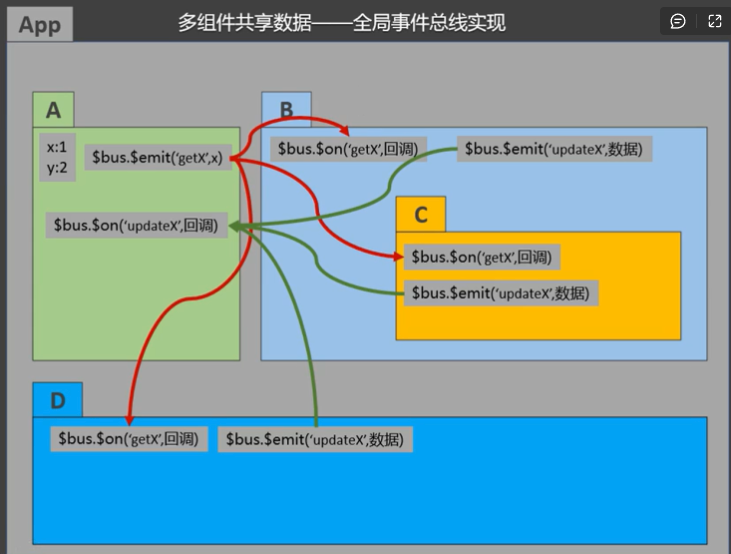 App
多组件共享数据——全局事件总线实现
A
B
x:1
y:2
$bus.$emit('getX',x)
$bus.$on('getX',回调)
$bus.$emit('updateX',数据)
$bus.$on('updateX',回调)
C
$bus.$on('getX',回调)
$bus.$emit('updateX',数据)
D
$bus.$on('getX',回调)
$bus.$emit('updateX',数据)